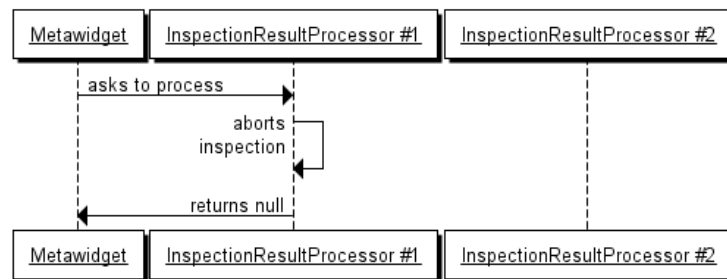 Metawidget
InspectionResultProcessor #1
InspectionResultProcessor #2
asks to process
aborts
inspection
returns null
Metawidget
InspectionResultProcessor #1
InspectionResultProcessor #2